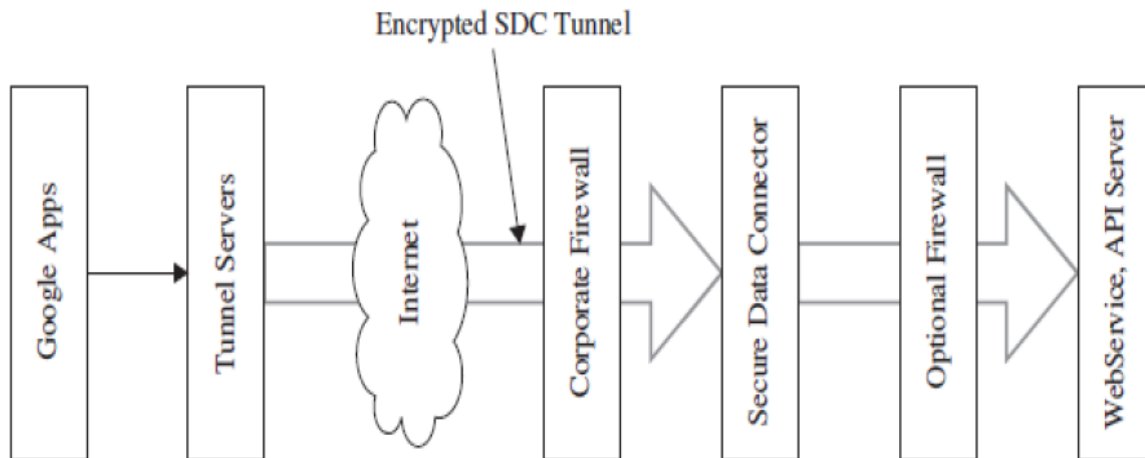 Encrypted SDC Tunnel
Google Apps
Tunnel Servers
Internet
Corporate Firewall
Secure Data Connector
Optional Firewall
WebService, API Server